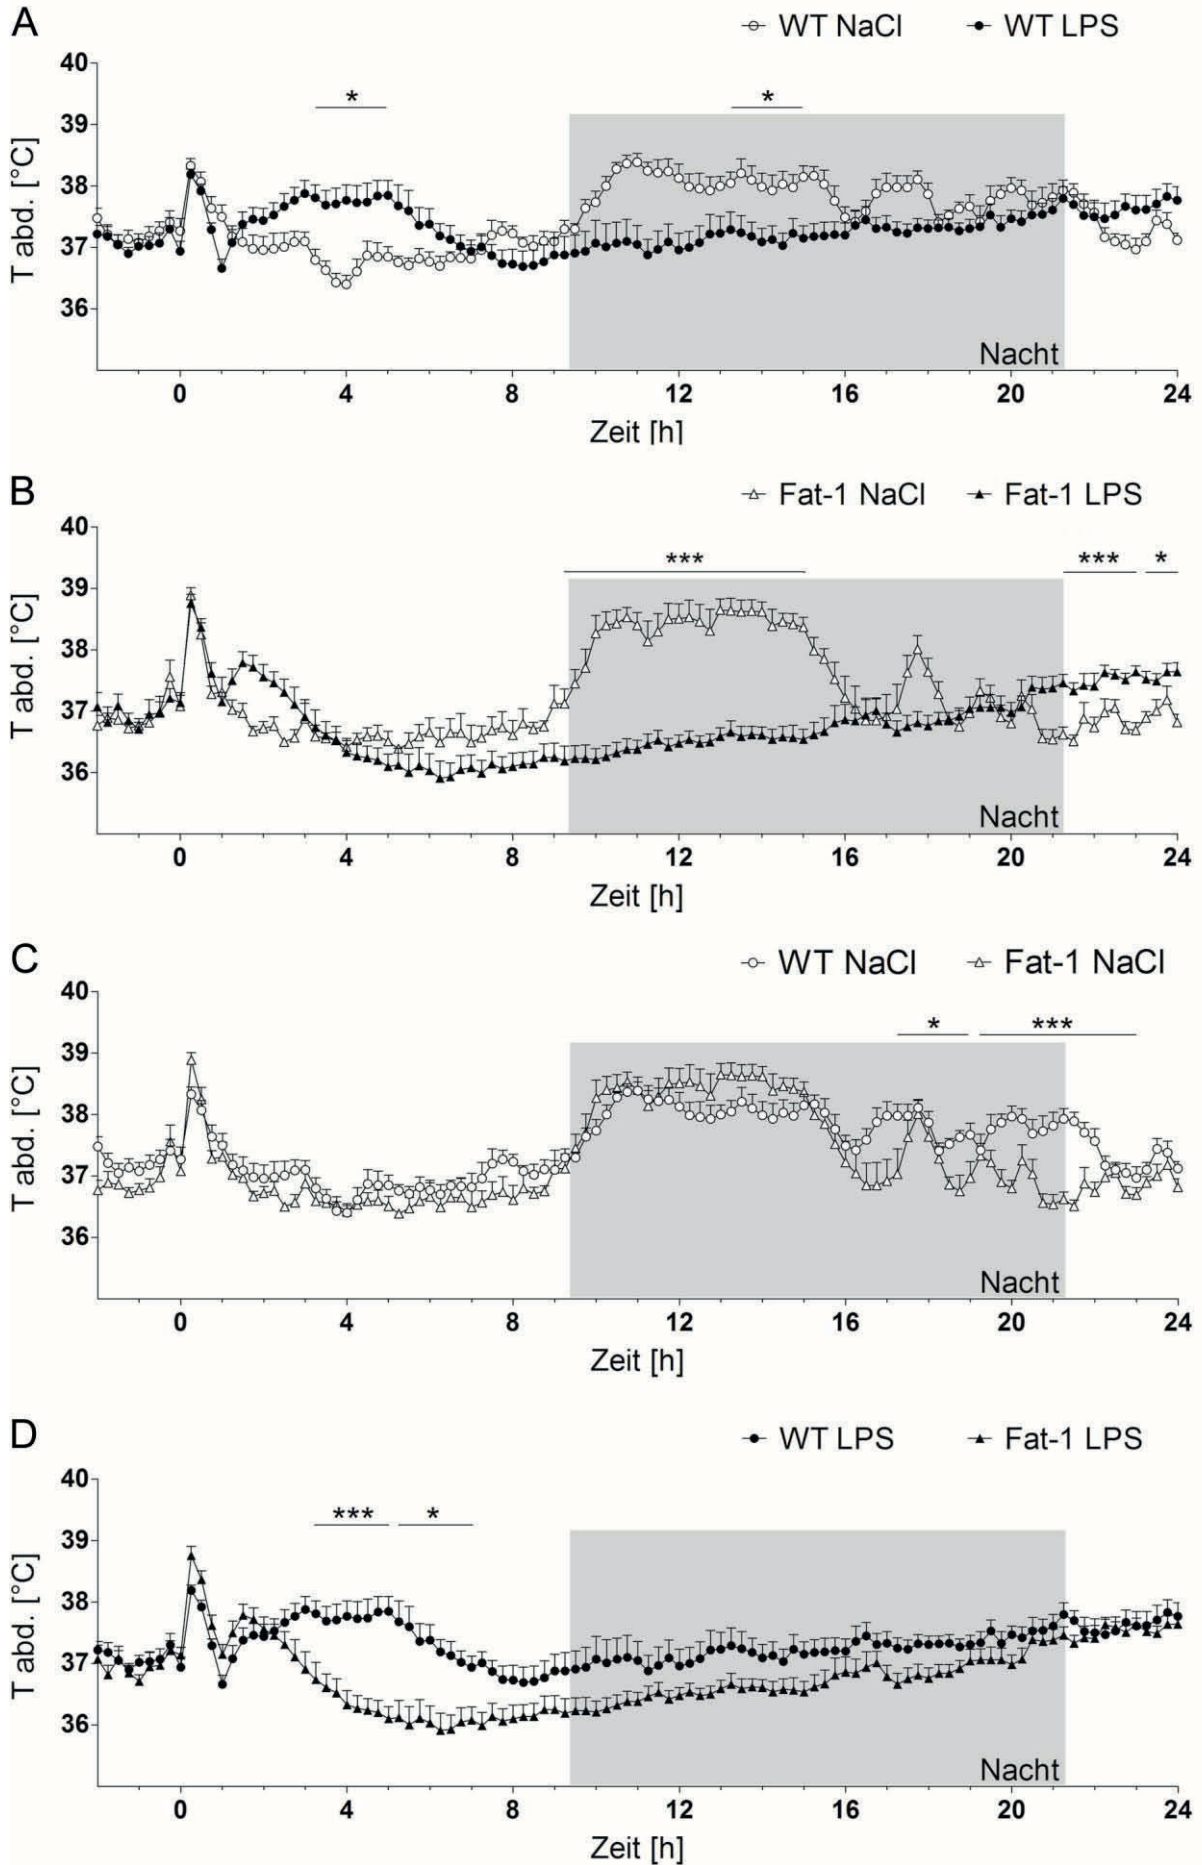 A
WT NaCl WT LPS
T abd. [°C]
40
39
38
37
36
* *
Nacht
0 4 8 12 16 20 24
Zeit [h]
B
Fat-1 NaCl Fat-1 LPS
T abd. [°C]
40
39
38
37
36
*** *** *
Nacht
0 4 8 12 16 20 24
Zeit [h]
C
WT NaCl Fat-1 NaCl
T abd. [°C]
40
39
38
37
36
* ***
Nacht
0 4 8 12 16 20 24
Zeit [h]
D
WT LPS Fat-1 LPS
T abd. [°C]
40
39
38
37
36
*** *
Nacht
0 4 8 12 16 20 24
Zeit [h]